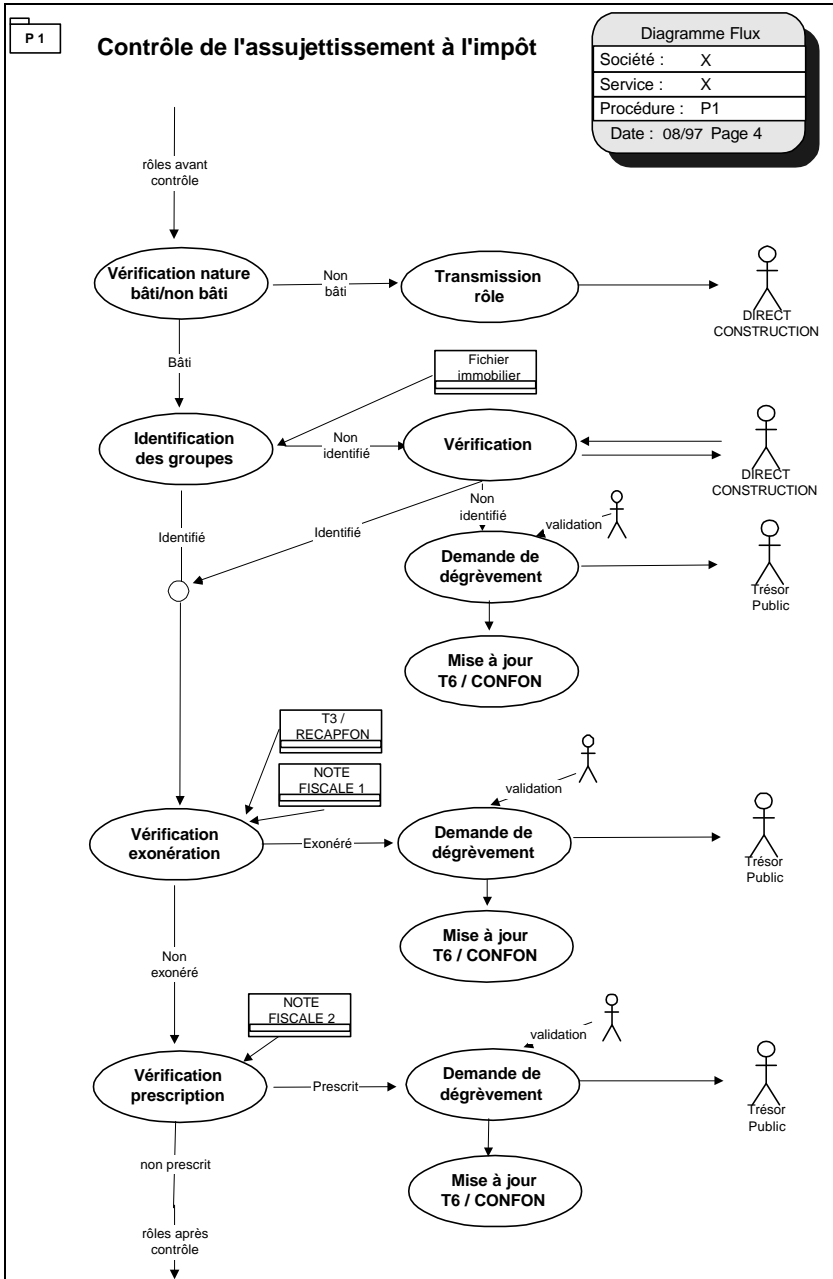 P 1
Contrôle de l'assujettissement à l'impôt
Diagramme Flux
Société : X
Service : X
Procédure : P1
Date : 08/97 Page 4
rôles avant
contrôle
Vérification nature
bâti/non bâti
Non
bâti
Transmission
rôle
DIRECT
CONSTRUCTION
Bâti
Fichier
immobilier
Identification
des groupes
Non
identifié
Vérification
DIRECT
CONSTRUCTION
Identifié
Identifié
Non
identifié
validation
Demande de
dégrèvement
Trésor
Public
Mise à jour
T6 / CONFON
T3 /
RECAPFON
NOTE
FISCALE 1
validation
Vérification
exonération
Exonéré
Demande de
dégrèvement
Trésor
Public
Mise à jour
T6 / CONFON
Non
exonéré
NOTE
FISCALE 2
validation
Vérification
prescription
Prescrit
Demande de
dégrèvement
Trésor
Public
non prescrit
Mise à jour
T6 / CONFON
rôles après
contrôle